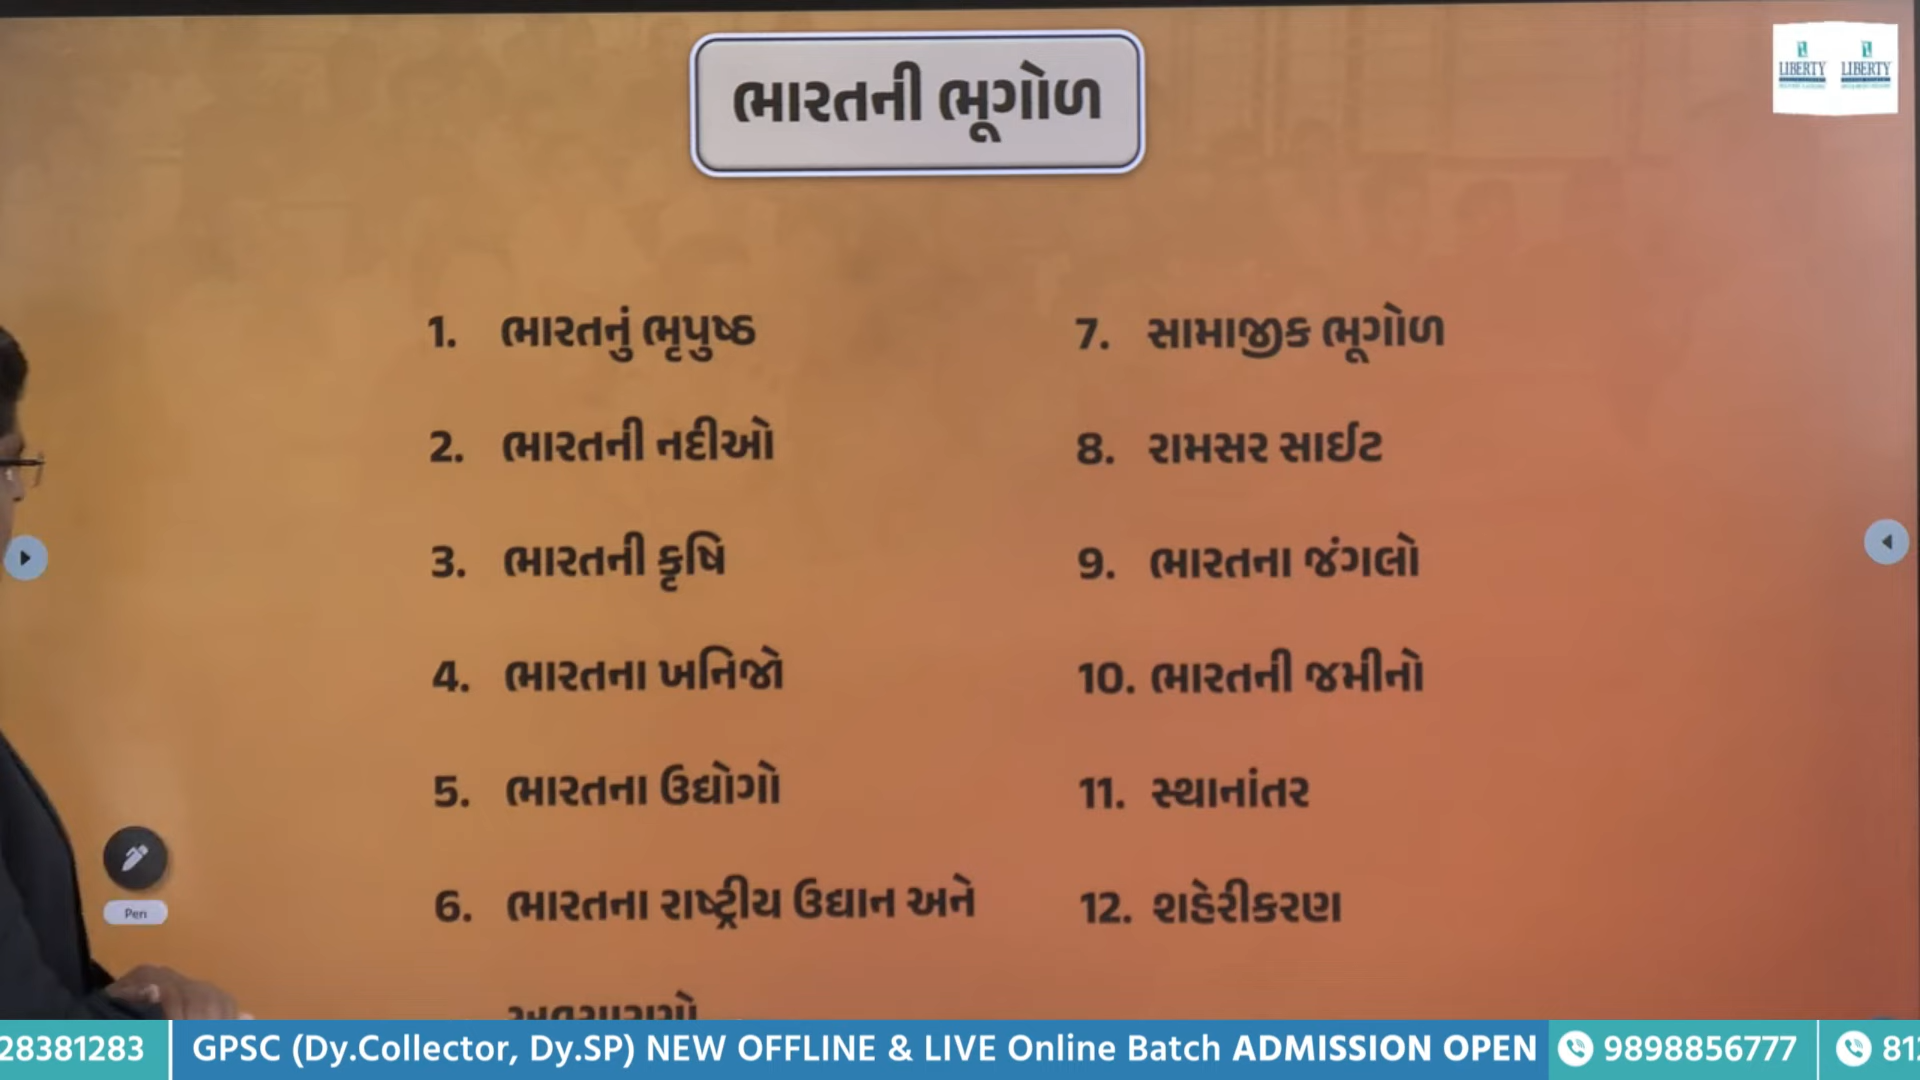 ભારતની ભૂગોળ
LIBERTY LIBERTY
1. ભારતનું ભૃપુષ્ઠ
2. ભારતની નદીઓ
3. ભારતની કૃષિ
4. ભારતના ખનિજો
5. ભારતના ઉદ્યોગો
6. ભારતના રાષ્ટ્રીય ઉદ્યાન અને
7. સામાજીક ભૂગોળ
8. રામસર સાઈટ
9. ભારતના જંગલો
10. ભારતની જમીનો
11. સ્થાનાંતર
12. શહેરીકરણ
Pen
28381283 GPSC (Dy.Collector, Dy.SP) NEW OFFLINE & LIVE Online Batch ADMISSION OPEN 9898856777